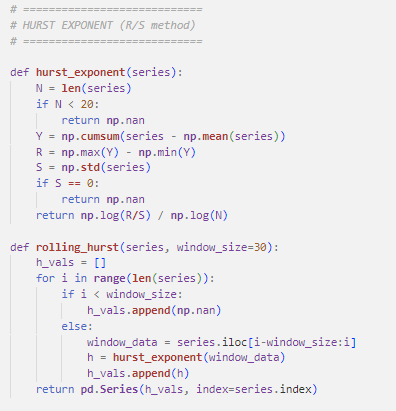 # ============================
# HURST EXPONENT (R/S method)
# ============================

def hurst_exponent(series):
    N = len(series)
    if N < 20:
        return np.nan
    Y = np.cumsum(series - np.mean(series))
    R = np.max(Y) - np.min(Y)
    S = np.std(series)
    if S == 0:
        return np.nan
    return np.log(R/S) / np.log(N)

def rolling_hurst(series, window_size=30):
    h_vals = []
    for i in range(len(series)):
        if i < window_size:
            h_vals.append(np.nan)
        else:
            window_data = series.iloc[i-window_size:i]
            h = hurst_exponent(window_data)
            h_vals.append(h)
    return pd.Series(h_vals, index=series.index)